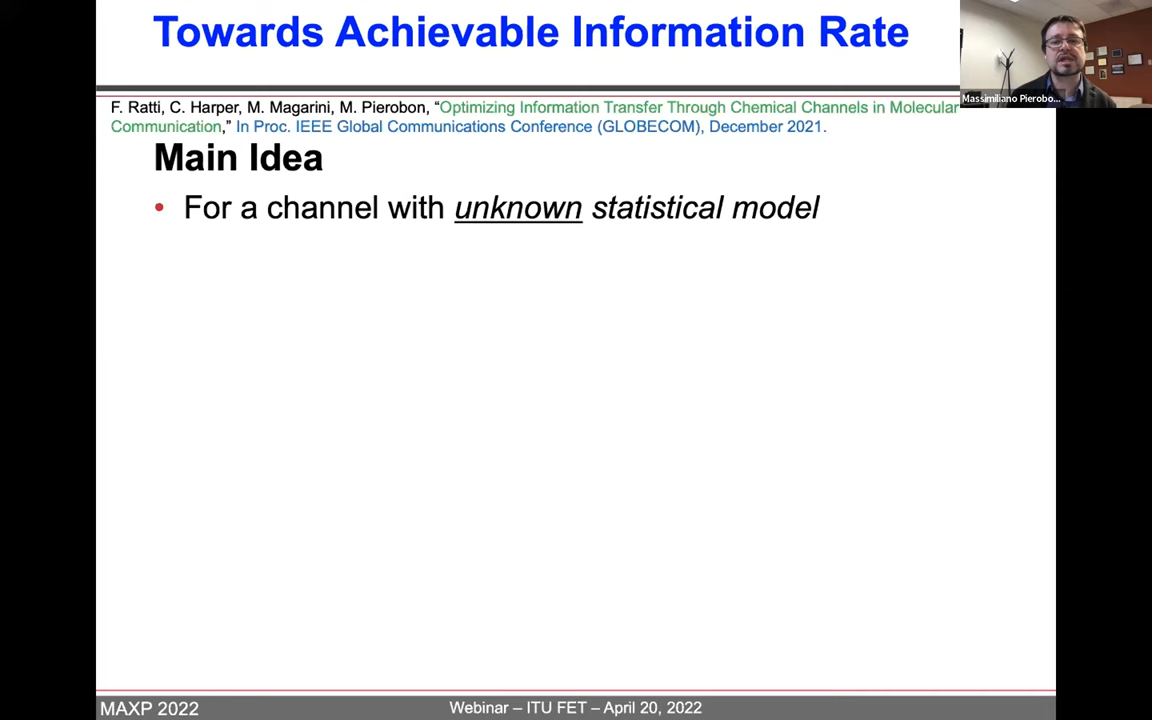 Towards Achievable Information Rate
Massimiliano Pierobo...
F. Ratti, C. Harper, M. Magarini, M. Pierobon, “Optimizing Information Transfer Through Chemical Channels in Molecular
Communication,” In Proc. IEEE Global Communications Conference (GLOBECOM), December 2021.
Main Idea
• For a channel with unknown statistical model
MAXP 2022
Webinar – ITU FET – April 20, 2022